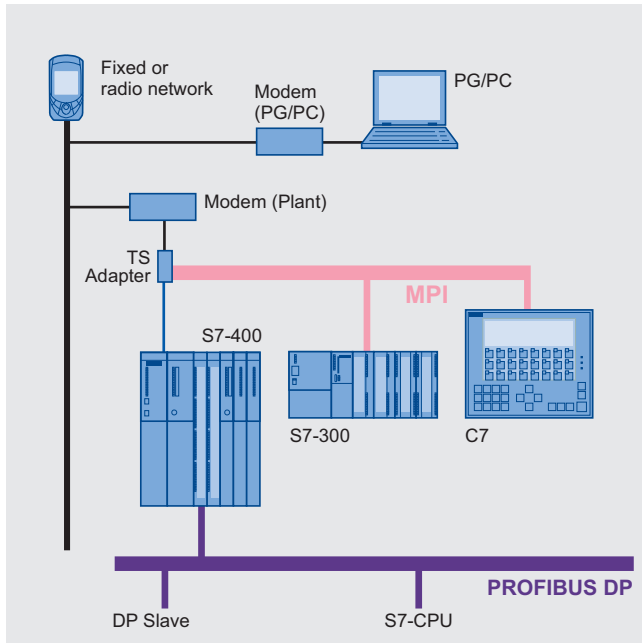 Fixed or
radio network
Modem
(PG/PC)
PG/PC
Modem (Plant)
TS
Adapter
MPI
S7-400
S7-300
C7
PROFIBUS DP
DP Slave
S7-CPU